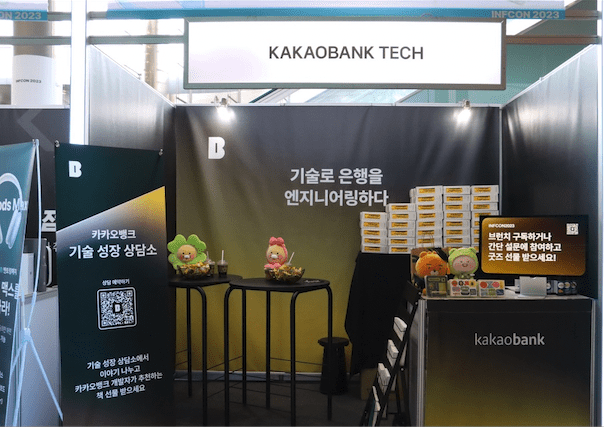 INFCON 2023
INFCON 2023
KAKAOBANK TECH
INFCON 2023
B
기술로 은행을
엔지니어링하다
B
카카오뱅크
기술 성장 상담소
상담 예약하기
B
기술 성장 상담소에서
이야기 나누고
카카오뱅크 개발자가 추천하는
책 선물 받으세요
INFCON2023
브런치 구독하거나
간단 설문에 참여하고
굿즈 선물 받으세요!
kakaobank